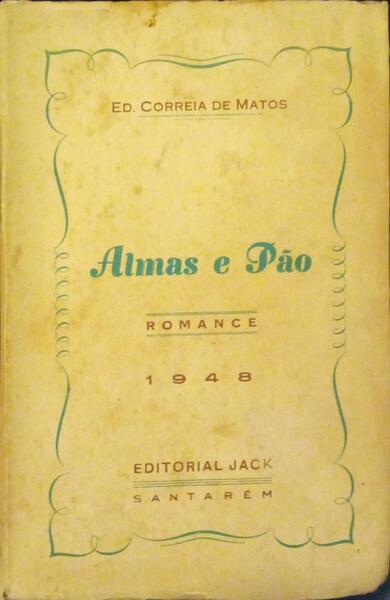 ED. CORREIA DE MATOS
Almas e Pão
ROMANCE
1948
EDITORIAL JACK
SANTARÉM